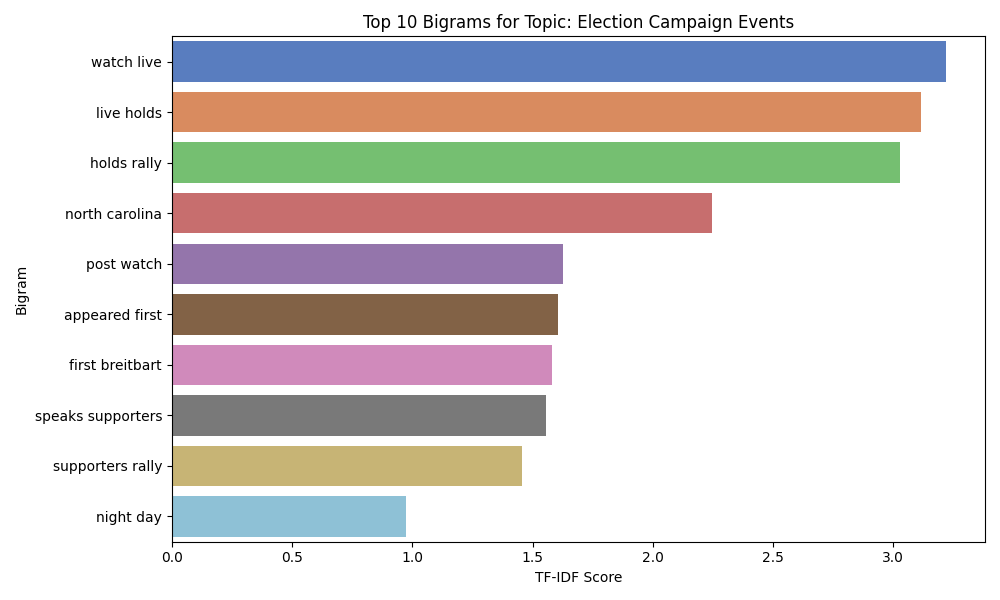 Top 10 Bigrams for Topic: Election Campaign Events
watch live
live holds
holds rally
north carolina
post watch
appeared first
first breitbart
speaks supporters
supporters rally
night day
Bigram
0.0 0.5 1.0 1.5 2.0 2.5 3.0
TF-IDF Score